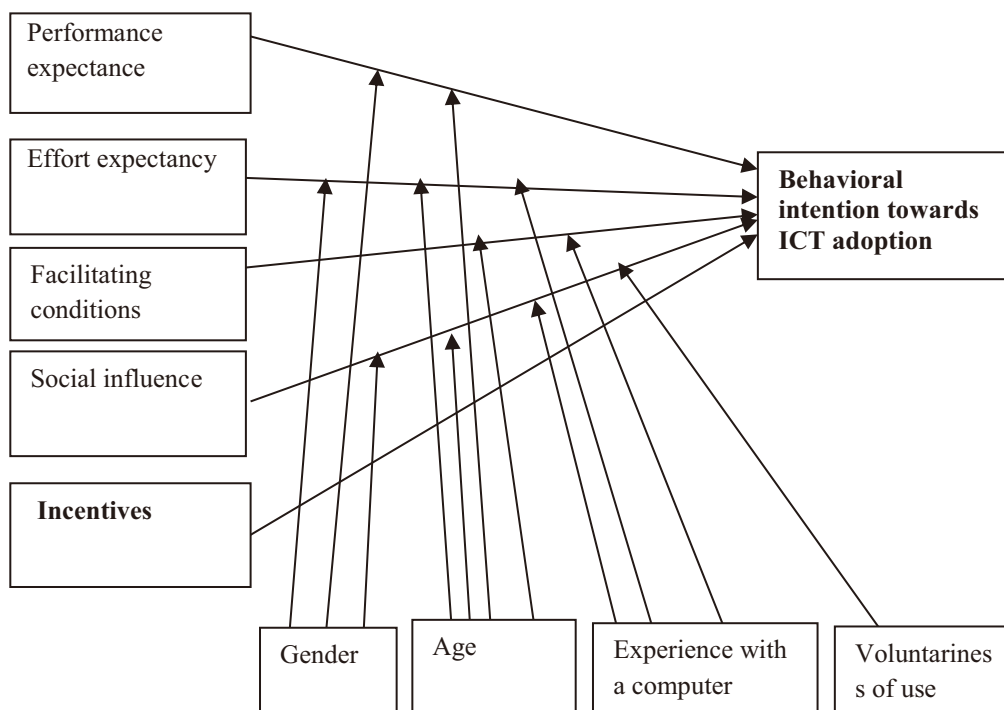 Performance
expectance
Effort expectancy
Behavioral
intention towards
ICT adoption
Facilitating
conditions
Social influence
Incentives
Gender
Age
Experience with
a computer
Voluntarines
s of use